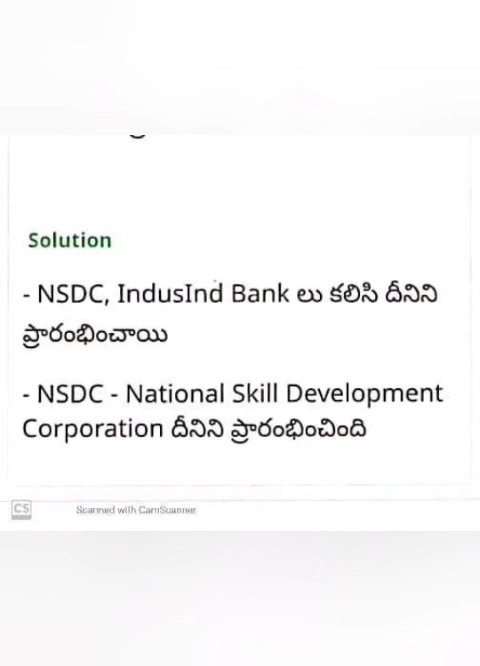 Solution
- NSDC, IndusInd Bank లు కలిసి దీనిని
ప్రారంభించాయి
- NSDC - National Skill Development
Corporation దీనిని ప్రారంభించింది
CS Scanned with CamScanner